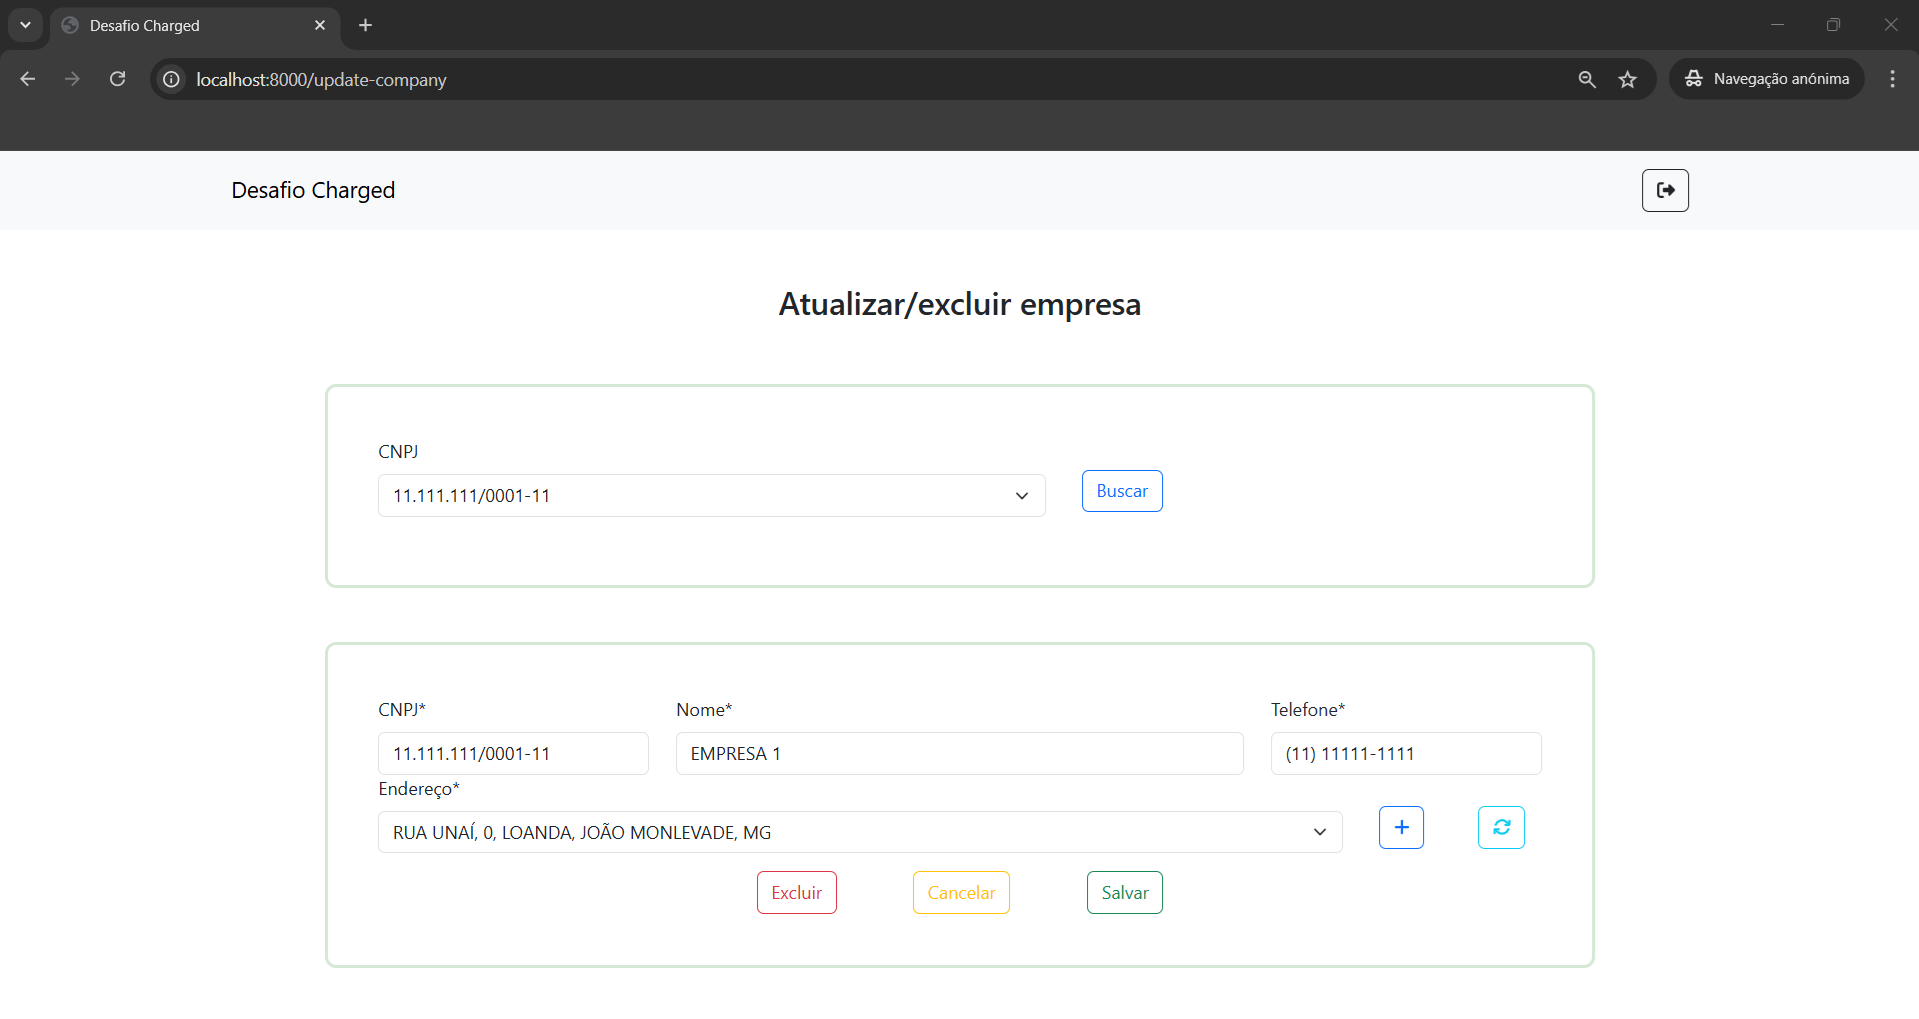 Desafio Charged
localhost:8000/update-company
Navegação anónima
Desafio Charged
Atualizar/excluir empresa
CNPJ
11.111.111/0001-11
Buscar
CNPJ*
Nome*
Telefone*
11.111.111/0001-11
EMPRESA 1
(11) 11111-1111
Endereço*
RUA UNAÍ, 0, LOANDA, JOÃO MONLEVADE, MG
Excluir
Cancelar
Salvar